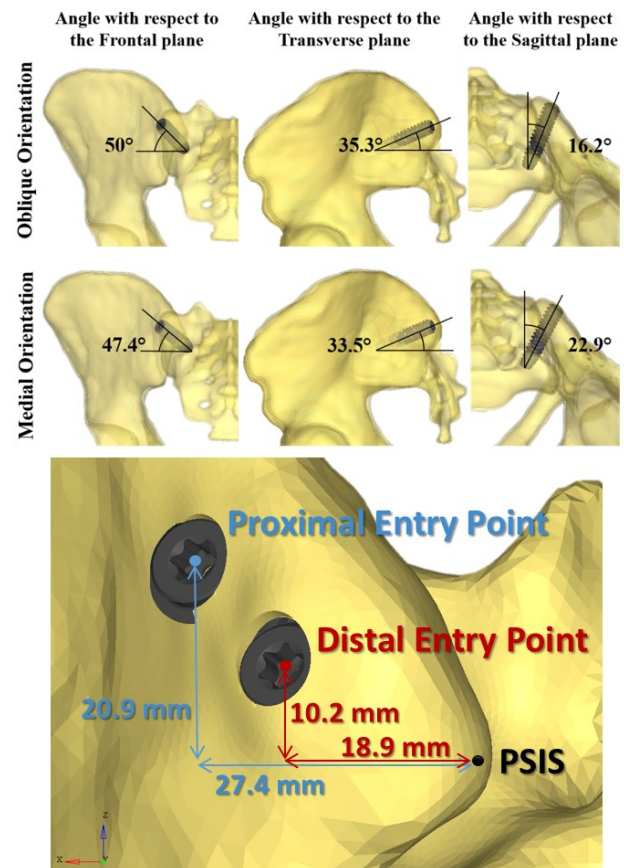 Angle with respect to
the Frontal plane
Angle with respect to the
Transverse plane
Angle with respect
to the Sagittal plane
Oblique Orientation
50°
35.3°
16.2°
Medial Orientation
47.4°
33.5°
22.9°
Proximal Entry Point
Distal Entry Point
20.9 mm
10.2 mm
18.9 mm
PSIS
27.4 mm
z
x
Y